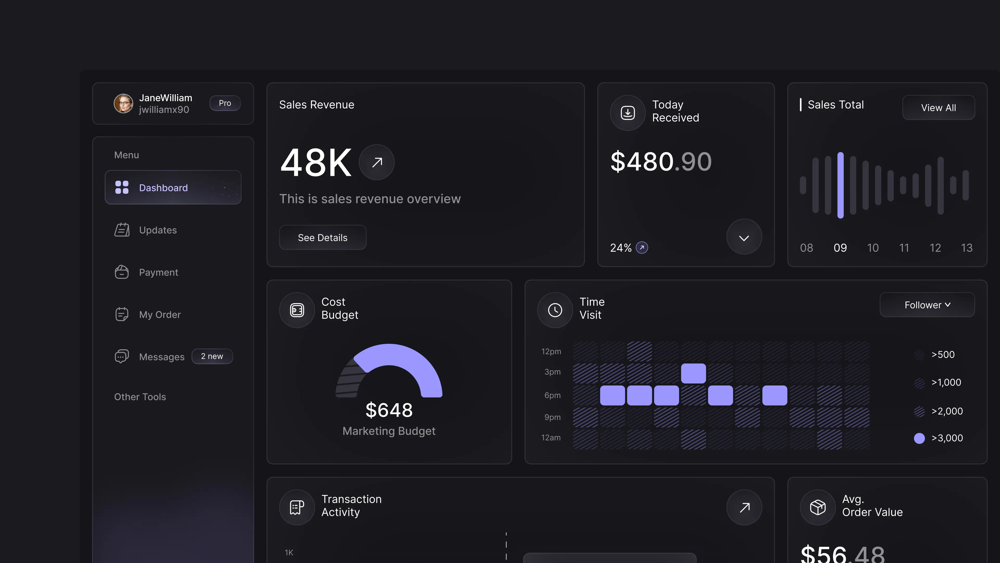 JaneWilliam
jwilliamx90
Pro
Menu
Dashboard
Updates
Payment
My Order
Messages
2 new
Other Tools
Sales Revenue
48K
This is sales revenue overview
See Details
Today
Received
$480.90
24%
Sales Total
View All
08 09 10 11 12 13
Cost
Budget
$648
Marketing Budget
Time
Visit
Follower
12pm
3pm
6pm
9pm
12am
>500
>1,000
>2,000
>3,000
Transaction
Activity
1K
Avg.
Order Value
$56.48